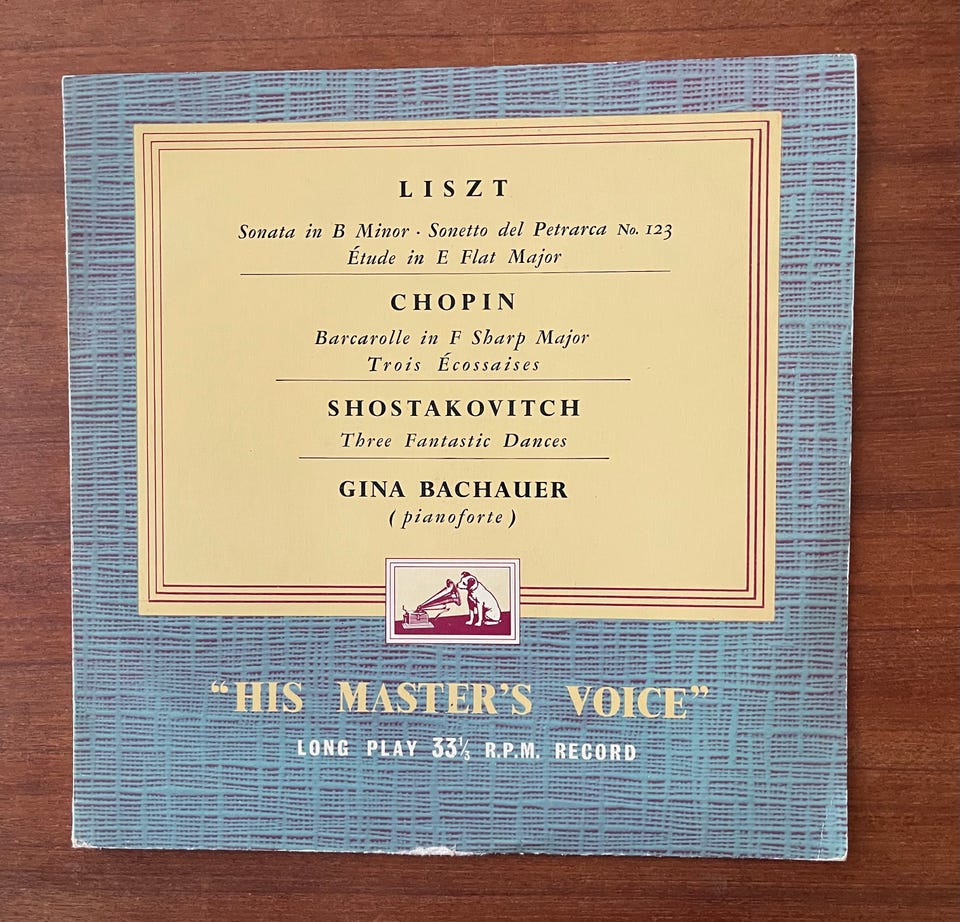 LISZT
Sonata in B Minor · Sonetto del Petrarca No. 123
Étude in E Flat Major
CHOPIN
Barcarolle in F Sharp Major
Trois Écossaises
SHOSTAKOVITCH
Three Fantastic Dances
GINA BACHAUER
( pianoforte )
“HIS MASTER'S VOICE”
LONG PLAY 33⅓ R.P.M. RECORD